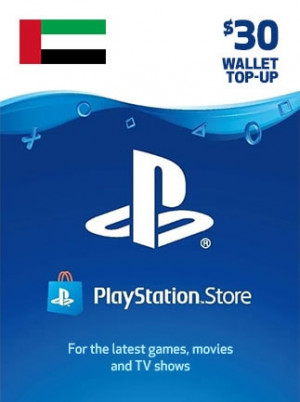 $30
WALLET
TOP-UP
®
PlayStation.Store
For the latest games, movies
and TV shows